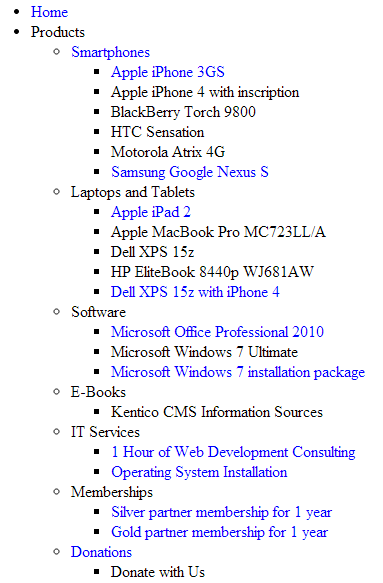 Home
Products
Smartphones
Apple iPhone 3GS
Apple iPhone 4 with inscription
BlackBerry Torch 9800
HTC Sensation
Motorola Atrix 4G
Samsung Google Nexus S
Laptops and Tablets
Apple iPad 2
Apple MacBook Pro MC723LL/A
Dell XPS 15z
HP EliteBook 8440p WJ681AW
Dell XPS 15z with iPhone 4
Software
Microsoft Office Professional 2010
Microsoft Windows 7 Ultimate
Microsoft Windows 7 installation package
E-Books
Kentico CMS Information Sources
IT Services
1 Hour of Web Development Consulting
Operating System Installation
Memberships
Silver partner membership for 1 year
Gold partner membership for 1 year
Donations
Donate with Us